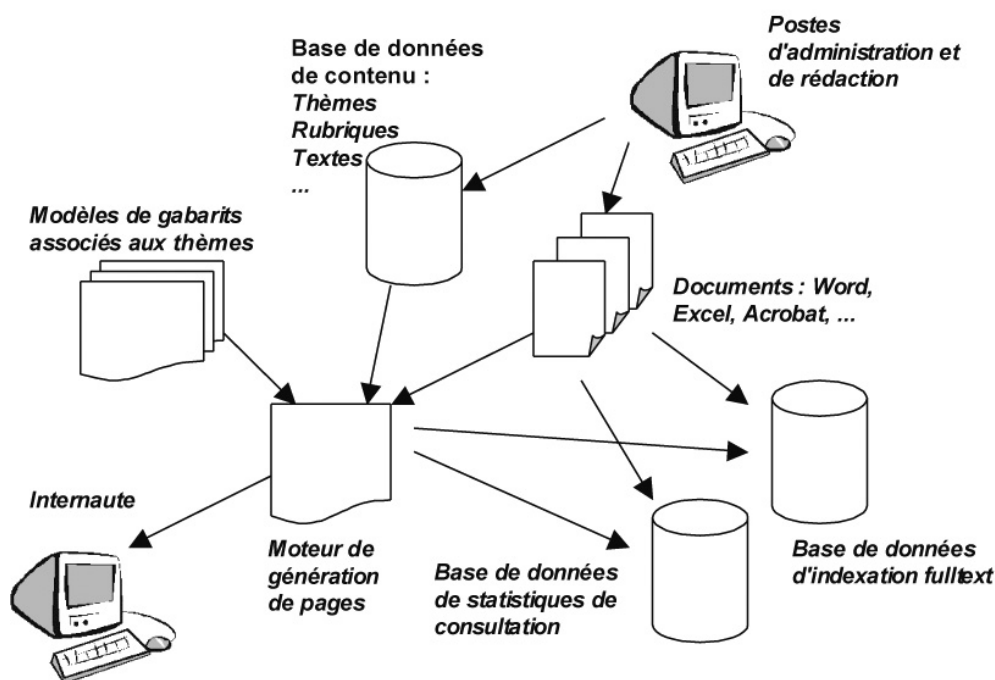 Postes
d'administration et
de rédaction
Base de données
de contenu :
Thèmes
Rubriques
Textes
...
Modèles de gabarits
associés aux thèmes
Documents : Word,
Excel, Acrobat, ...
Internaute
Moteur de
génération
de pages
Base de données
de statistiques de
consultation
Base de données
d'indexation fulltext